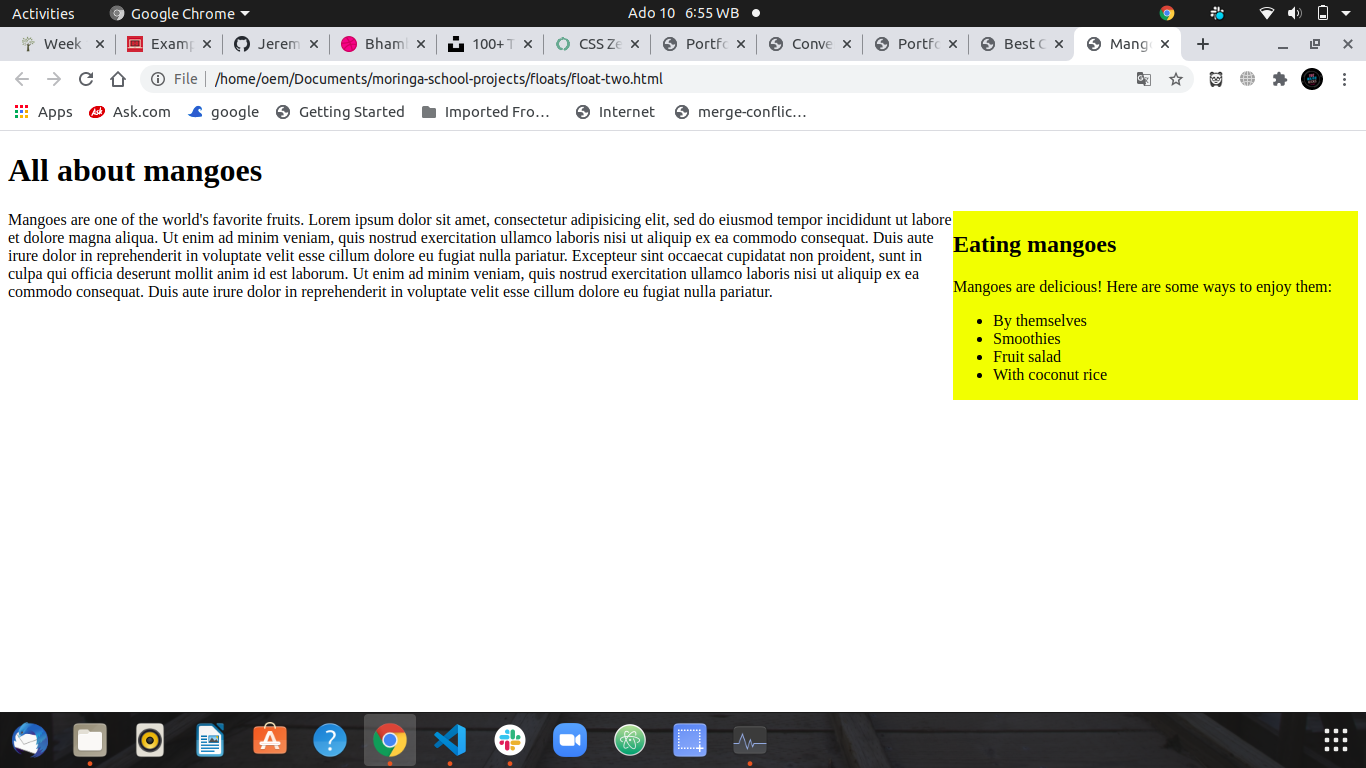 Activities Google Chrome Ado 10 6:55 WB
Week Examp Jerem Bhaml 100+ T CSS Ze Portfo Conve Portfo Best C Mang
File /home/oem/Documents/moringa-school-projects/floats/float-two.html
Apps Ask.com google Getting Started Imported Fro… Internet merge-conflic…
All about mangoes
Mangoes are one of the world's favorite fruits. Lorem ipsum dolor sit amet, consectetur adipisicing elit, sed do eiusmod tempor incididunt ut labore
et dolore magna aliqua. Ut enim ad minim veniam, quis nostrud exercitation ullamco laboris nisi ut aliquip ex ea commodo consequat. Duis aute
irure dolor in reprehenderit in voluptate velit esse cillum dolore eu fugiat nulla pariatur. Excepteur sint occaecat cupidatat non proident, sunt in
culpa qui officia deserunt mollit anim id est laborum. Ut enim ad minim veniam, quis nostrud exercitation ullamco laboris nisi ut aliquip ex ea
commodo consequat. Duis aute irure dolor in reprehenderit in voluptate velit esse cillum dolore eu fugiat nulla pariatur.
Eating mangoes
Mangoes are delicious! Here are some ways to enjoy them:
By themselves
Smoothies
Fruit salad
With coconut rice